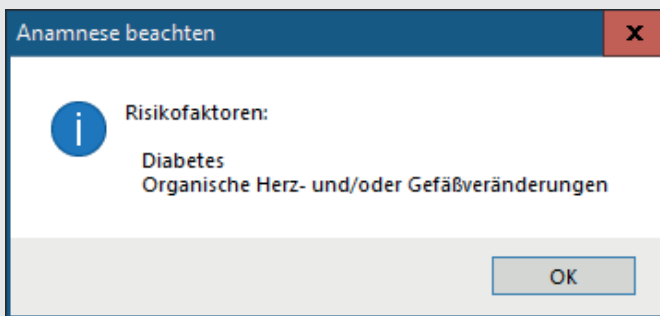 Anamnese beachten
Risikofaktoren:
Diabetes
Organische Herz- und/oder Gefäßveränderungen
OK